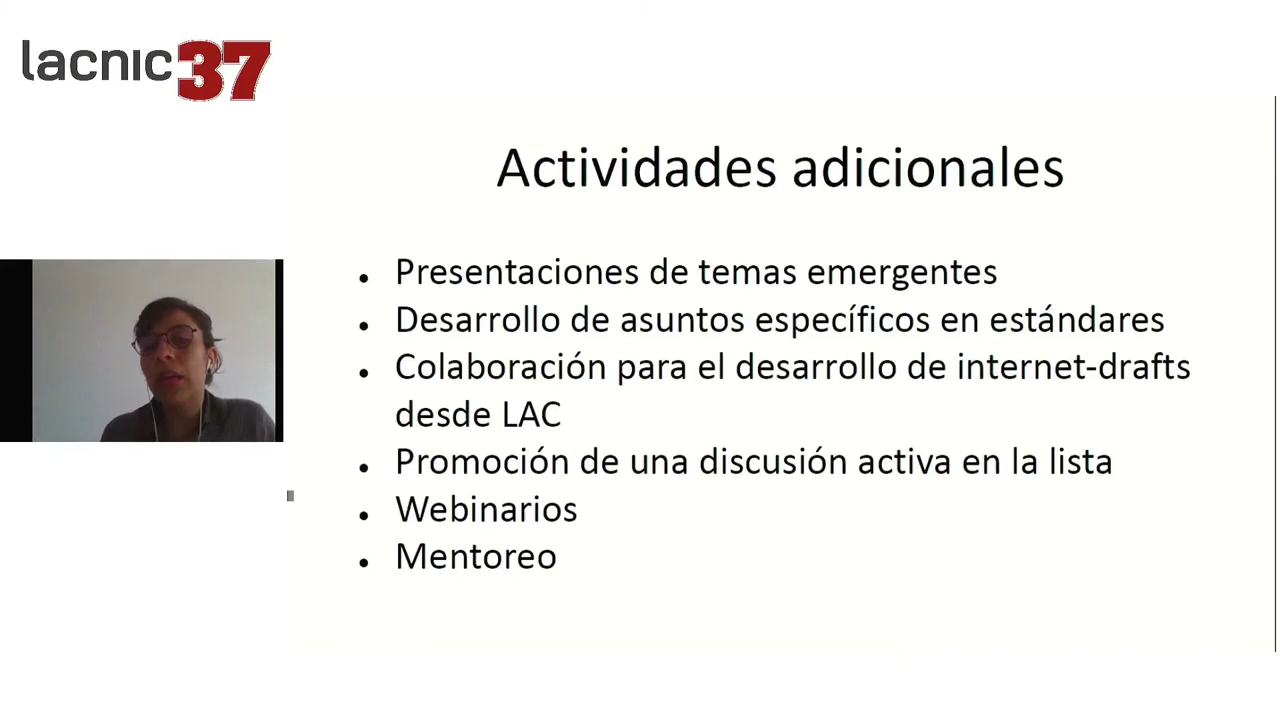 lacnic37
Actividades adicionales
• Presentaciones de temas emergentes
• Desarrollo de asuntos específicos en estándares
• Colaboración para el desarrollo de internet-drafts
desde LAC
• Promoción de una discusión activa en la lista
• Webinarios
• Mentoreo